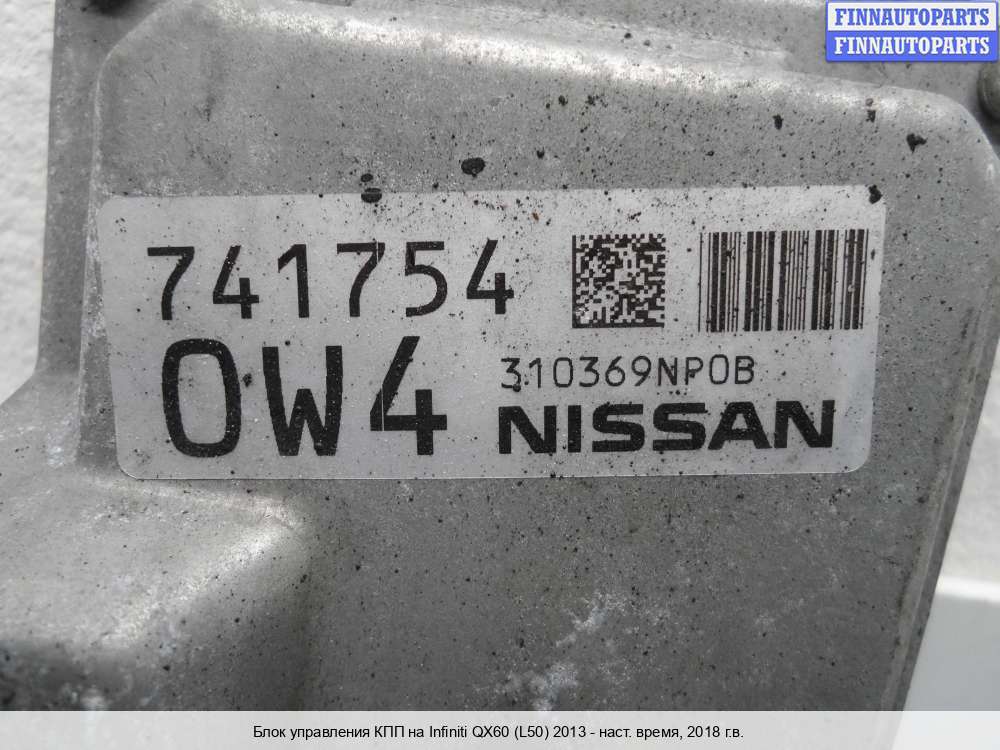 FINNAUTOPARTS
FINNAUTOPARTS
741754
0W4
310369NP0B
NISSAN
Блок управления КПП на Infiniti QX60 (L50) 2013 - наст. время, 2018 г.в.